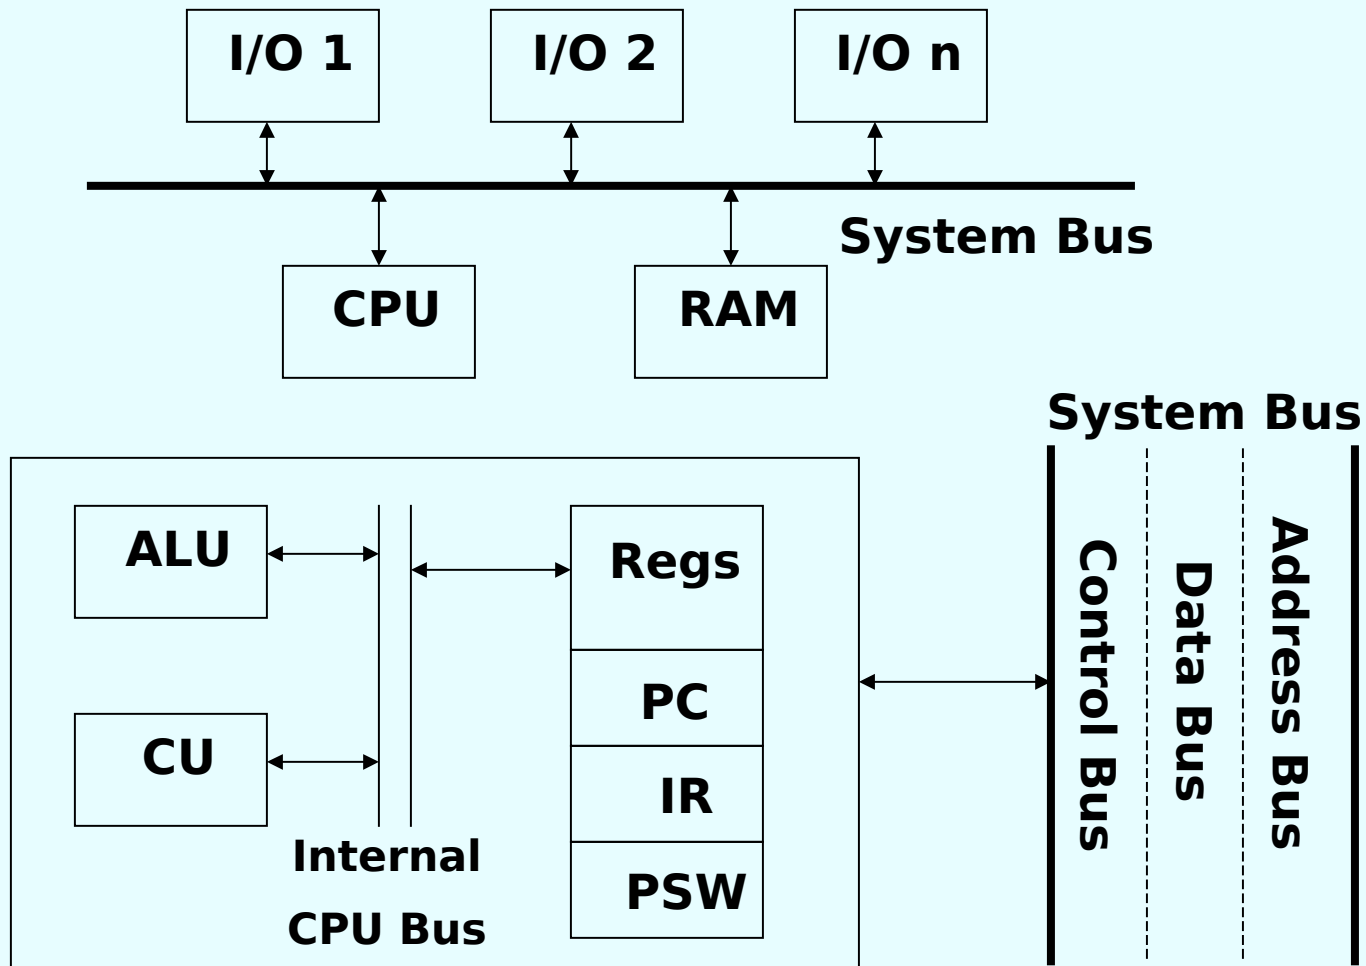 I/O 1
I/O 2
I/O n
System Bus
CPU
RAM
System Bus
ALU
Regs
CU
PC
IR
PSW
Internal
CPU Bus
Control Bus
Data Bus
Address Bus